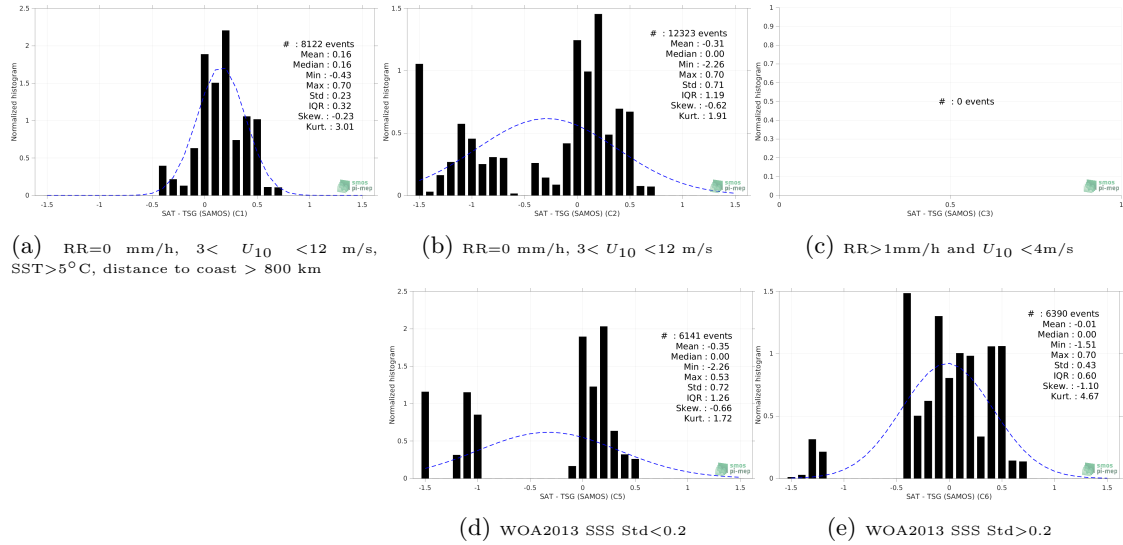 2.5
2
1.5
1
0.5
0
-1.5 -1 -0.5 0 0.5 1 1.5
Normalized histogram
SAT - TSG (SAMOS) (C1)
# : 8122 events
Mean : 0.16
Median : 0.16
Min : -0.43
Max : 0.70
Std : 0.23
IQR : 0.32
Skew. : -0.23
Kurt. : 3.01
smos
pi-mep
(a) RR=0 mm/h, 3< U10 <12 m/s,
SST>5°C, distance to coast > 800 km
1.5
1
0.5
0
-1.5 -1 -0.5 0 0.5 1 1.5
Normalized histogram
SAT - TSG (SAMOS) (C2)
# : 12323 events
Mean : -0.31
Median : 0.00
Min : -2.26
Max : 0.70
Std : 0.71
IQR : 1.19
Skew. : -0.62
Kurt. : 1.91
smos
pi-mep
(b) RR=0 mm/h, 3< U10 <12 m/s
1
0.9
0.8
0.7
0.6
0.5
0.4
0.3
0.2
0.1
0
0 0.5 1
Normalized histogram
SAT - TSG (SAMOS) (C3)
# : 0 events
smos
pi-mep
(c) RR>1mm/h and U10 <4m/s
2.5
2
1.5
1
0.5
0
-1.5 -1 -0.5 0 0.5 1 1.5
Normalized histogram
SAT - TSG (SAMOS) (C5)
# : 6141 events
Mean : -0.35
Median : 0.00
Min : -2.26
Max : 0.53
Std : 0.72
IQR : 1.26
Skew. : -0.66
Kurt. : 1.72
smos
pi-mep
(d) WOA2013 SSS Std<0.2
1.5
1
0.5
0
-1.5 -1 -0.5 0 0.5 1 1.5
Normalized histogram
SAT - TSG (SAMOS) (C6)
# : 6390 events
Mean : -0.01
Median : 0.00
Min : -1.51
Max : 0.70
Std : 0.43
IQR : 0.60
Skew. : -1.10
Kurt. : 4.67
smos
pi-mep
(e) WOA2013 SSS Std>0.2